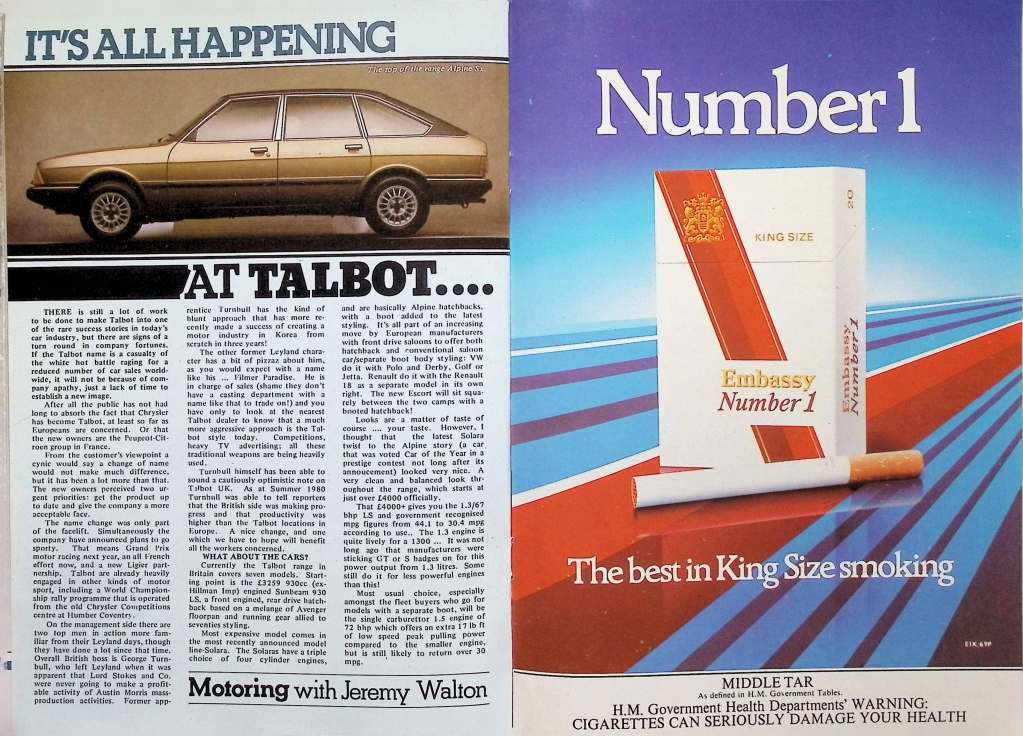 IT'S ALL HAPPENING
The top of the range Alpine Sx.
AT TALBOT....
THERE is still a lot of work
to be done to make Talbot into one
of the rare success stories in today's
car industry, but there are signs of a
turn round in company fortunes.
If the Talbot name is a casualty of
the white hot battle raging for a
reduced number of car sales world-
wide, it will not be because of com-
pany apathy, just a lack of time to
establish a new image.
After all the public has not had
long to absorb the fact that Chrysler
has become Talbot, at least so far as
Europeans are concerned. Or that
the new owners are the Peugeot-Cit-
roen group in France.
From the customer's viewpoint a
cynic would say a change of name
would not make much difference,
but it has been a lot more than that.
The new owners perceived two ur-
gent priorities: get the product up
to date and give the company a more
acceptable face.
The name change was only part
of the facelift. Simultaneously the
company have announced plans to go
sporty. That means Grand Prix
motor racing next year, an all French
effort now, and a new Ligier part-
nership. Talbot are already heavily
engaged in other kinds of motor
sport, including a World Champion-
ship rally programme that is operated
from the old Chrysler Competitions
centre at Humber Coventry.
On the management side there are
two top men in action more fam-
iliar from their Leyland days, though
they have done a lot since that time.
Overall British boss is George Turn-
bull, who left Leyland when it was
apparent that Lord Stokes and Co.
were never going to make a profit-
able activity of Austin Morris mass-
production activities. Former app-
rentice Turnbull has the kind of
blunt approach that has more re-
cently made a success of creating a
motor industry in Korea from
scratch in three years!
The other former Leyland chara-
cter has a bit of pizzaz about him,
as you would expect with a name
like his ... Filmer Paradise. He is
in charge of sales (shame they don't
have a casting department with a
name like that to trade on!) and you
have only to look at the nearest
Talbot dealer to know that a much
more aggressive approach is the Tal-
bot style today. Competitions,
heavy TV advertising; all these
traditional weapons are being heavily
used.
Turnbull himself has been able to
sound a cautiously optimistic note on
Talbot UK. As at Summer 1980
Turnbull was able to tell reporters
that the British side was making pro-
gress and that productivity was
higher than the Talbot locations in
Europe. A nice change, and one
which we have to hope will benefit
all the workers concerned.
WHAT ABOUT THE CARS?
Currently the Talbot range in
Britain covers seven models. Start-
ing point is the £3259 930cc (ex-
Hillman Imp) engined Sunbeam 930
LS, a front engined, rear drive hatch-
back based on a melange of Avenger
floorpan and running gear allied to
seventies styling.
Most expensive model comes in
the most recently announced model
line-Solara. The Solaras have a triple
choice of four cylinder engines,
and are basically Alpine hatchbacks,
with a boot added to the latest
styling. It's all part of an increasing
move by European manufacturers
with front drive saloons to offer both
hatchback and conventional saloon
car/separate boot body styling: VW
do it with Polo and Derby, Golf or
Jetta. Renault do it with the Renault
18 as a separate model in its own
right. The new Escort will sit squa-
rely between the two camps with a
booted hatchback!
Looks are a matter of taste of
course .... your taste. However, I
thought that the latest Solara
twist to the Alpine story (a car
that was voted Car of the Year in a
prestige contest not long after its
annoucement) looked very nice. A
very clean and balanced look thr-
oughout the range, which starts at
just over £4000 officially.
That £4000+ gives you the 1.3/67
bhp LS and government recognised
mpg figures from 44.1 to 30.4 mpg
according to use.. The 1.3 engine is
quite lively for a 1300 ... It was not
long ago that manufacturers were
sticking GT or S badges on for this
power output from 1.3 litres. Some
still do it for less powerful engines
than this!
Most usual choice, especially
amongst the fleet buyers who go for
models with a separate boot, will be
the single carburettor 1.5 engine of
72 bhp which offers an extra 17 lb ft
of low speed peak pulling power
compared to the smaller engine,
but is still likely to return over 30
mpg.
Motoring with Jeremy Walton
Number 1
20
KING SIZE
Embassy
Number 1
Embassy
Number 1
The best in King Size smoking
EIK 69P
MIDDLE TAR
As defined in H.M. Government Tables.
H.M. Government Health Departments' WARNING:
CIGARETTES CAN SERIOUSLY DAMAGE YOUR HEALTH